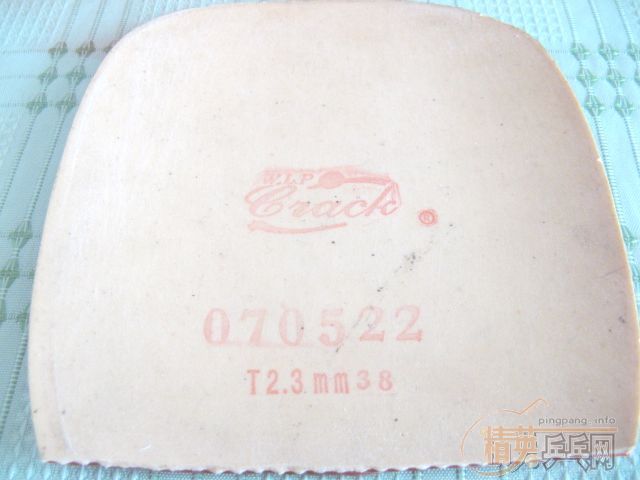 W.L.P
Crack
®
070522
T2.3mm38
pingpang.info
精英乒乓网